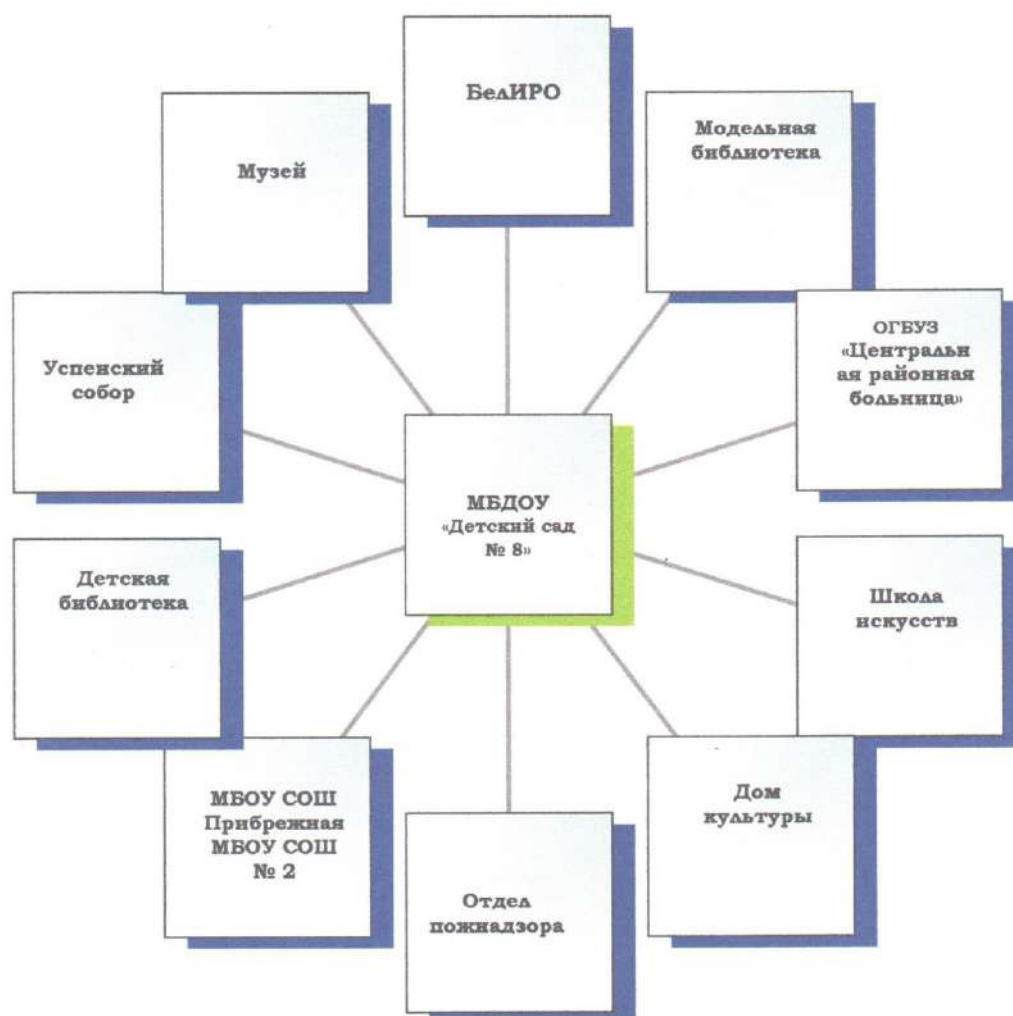 БелИРО
Модельная
библиотека
Музей
ОГБУЗ
«Центральн
ая районная
больница»
Успенский
собор
МБДОУ
«Детский сад
№ 8»
Детская
библиотека
Школа
искусств
МБОУ СОШ
Прибрежная
МБОУ СОШ
№ 2
Дом
культуры
Отдел
пожнадзора